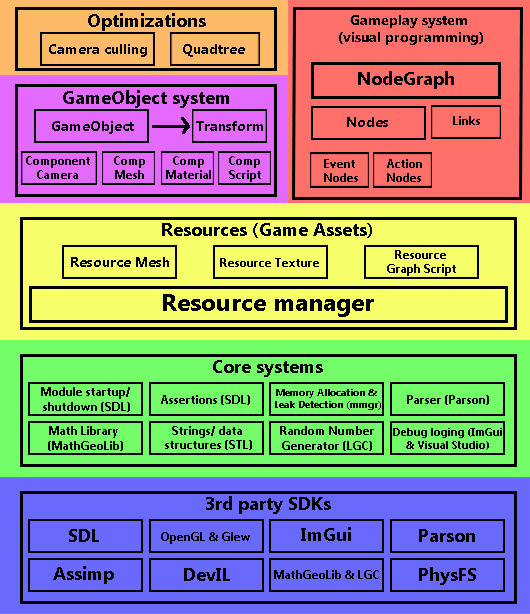 Optimizations
Camera culling
Quadtree
Gameplay system
(visual programming)
NodeGraph
Nodes
Links
Event
Nodes
Action
Nodes
GameObject system
GameObject
Transform
Component
Camera
Comp
Mesh
Comp
Material
Comp
Script
Resources (Game Assets)
Resource Mesh
Resource Texture
Resource
Graph Script
Resource manager
Core systems
Module startup/
shutdown (SDL)
Assertions (SDL)
Memory Allocation &
Leak Detection (mmgr)
Parser (Parson)
Math Library
(MathGeoLib)
Strings/ data
structures (STL)
Random Number
Generator (LGC)
Debug loging (ImGui
& Visual Studio)
3rd party SDKs
SDL
OpenGL & Glew
ImGui
Parson
Assimp
DevIL
MathGeoLib & LGC
PhysFS